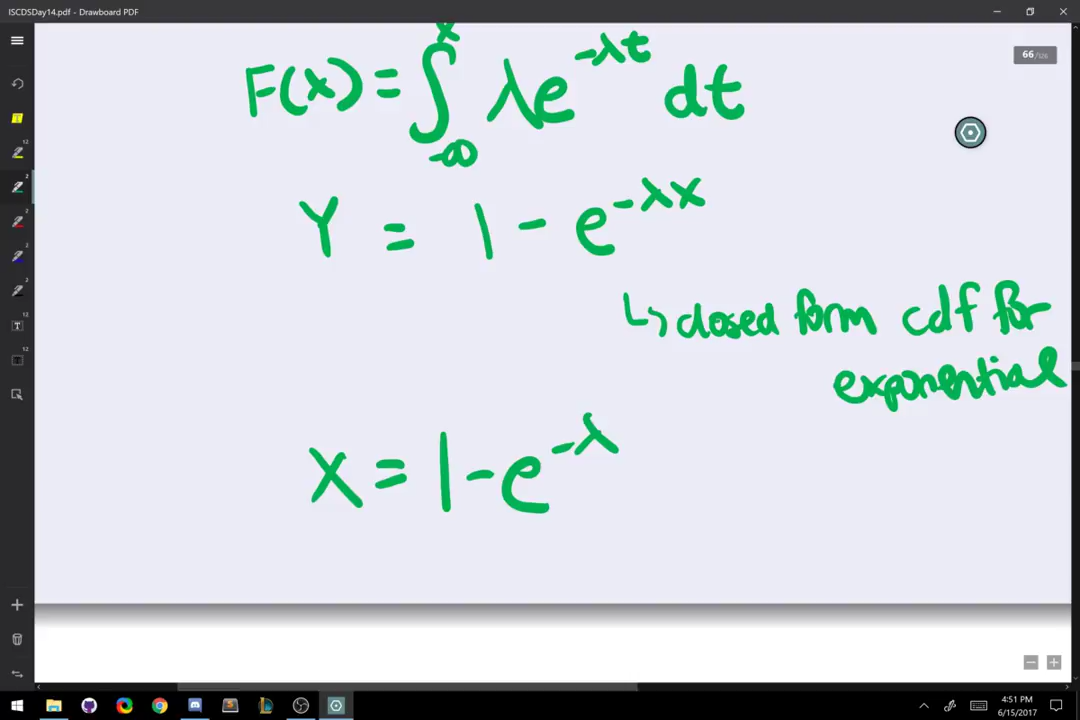 ISCDSDay14.pdf - Drawboard PDF
66/115
F(x) = ∫_{-∞}^{x} λe^{-λt} dt
Y = 1 - e^{-λx}
↳ closed form cdf for
exponential
X = 1 - e^{-λ}
4:51 PM
6/15/2017